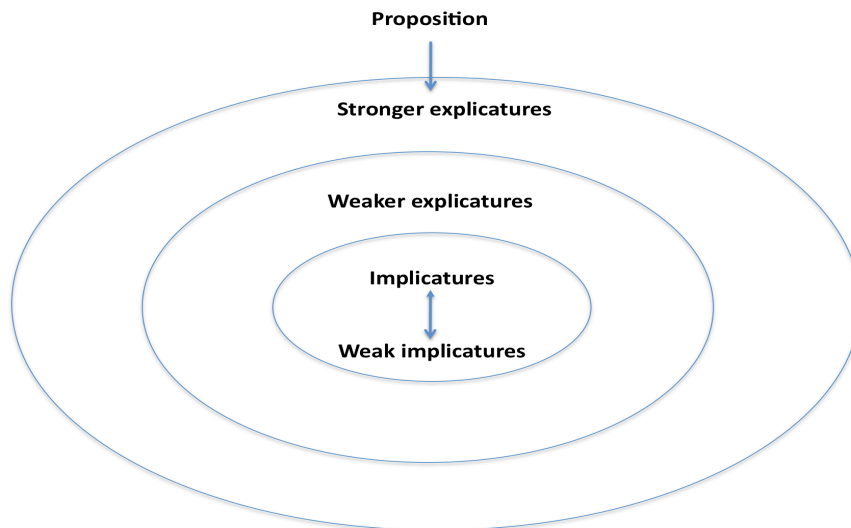 Proposition
Stronger explicatures
Weaker explicatures
Implicatures
Weak implicatures